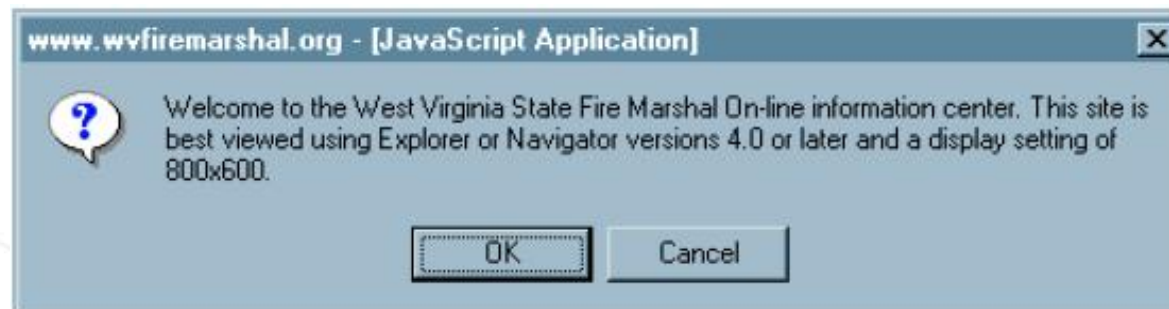 www.wvfiremarshal.org - [JavaScript Application]
Welcome to the West Virginia State Fire Marshal On-line information center. This site is
best viewed using Explorer or Navigator versions 4.0 or later and a display setting of
800x600.
OK
Cancel